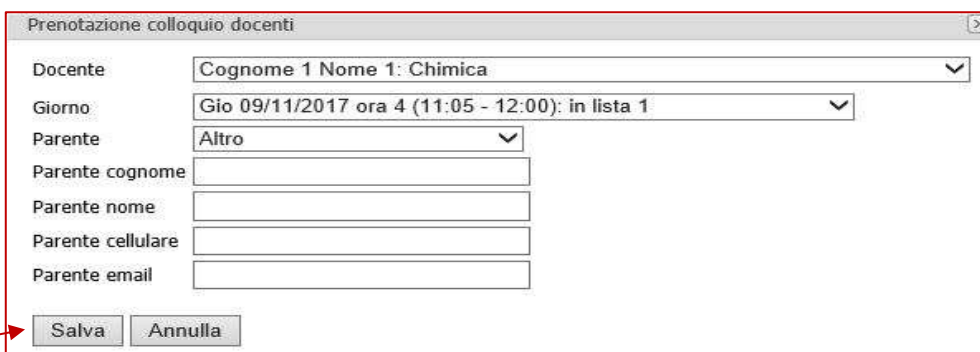 Prenotazione colloquio docenti
Docente Cognome 1 Nome 1: Chimica
Giorno Gio 09/11/2017 ora 4 (11:05 - 12:00): in lista 1
Parente Altro
Parente cognome
Parente nome
Parente cellulare
Parente email
Salva Annulla